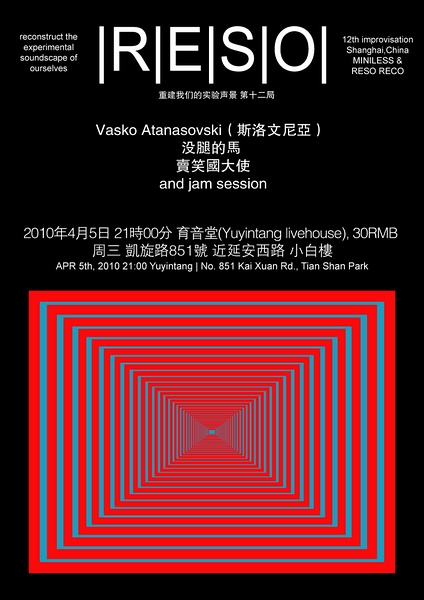 reconstruct the
experimental
soundscape of
ourselves
|R|E|S|O|
12th improvisation
Shanghai,China
MINILESS &
RESO RECO
重建我们的实验声景 第十二局
Vasko Atanasovski ( 斯洛文尼亞 )
没腿的馬
賣笑國大使
and jam session
2010年4月5日 21時00分 育音堂(Yuyintang livehouse), 30RMB
周三 凱旋路851號 近延安西路 小白樓
APR 5th, 2010 21:00 Yuyintang | No. 851 Kai Xuan Rd., Tian Shan Park